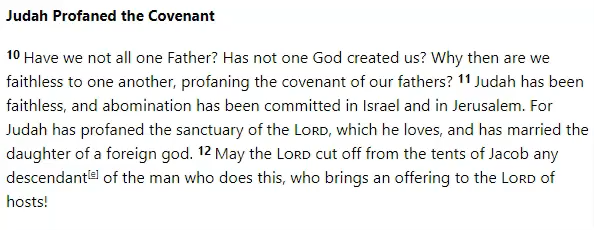 Judah Profaned the Covenant
10 Have we not all one Father? Has not one God created us? Why then are we
faithless to one another, profaning the covenant of our fathers? 11 Judah has been
faithless, and abomination has been committed in Israel and in Jerusalem. For
Judah has profaned the sanctuary of the LORD, which he loves, and has married the
daughter of a foreign god. 12 May the LORD cut off from the tents of Jacob any
descendant[e] of the man who does this, who brings an offering to the LORD of
hosts!